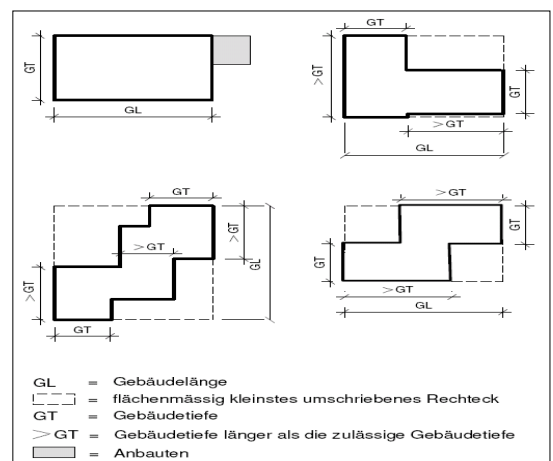 GT
GL
GT
>GT
GT
>GT
GL
GT
>GT
>GT
GL
>GT
GT
>GT
GT
GT
>GT
GL
GL = Gebäudelänge
= flächenmässig kleinstes umschriebenes Rechteck
GT = Gebäudetiefe
>GT = Gebäudetiefe länger als die zulässige Gebäudetiefe
= Anbauten